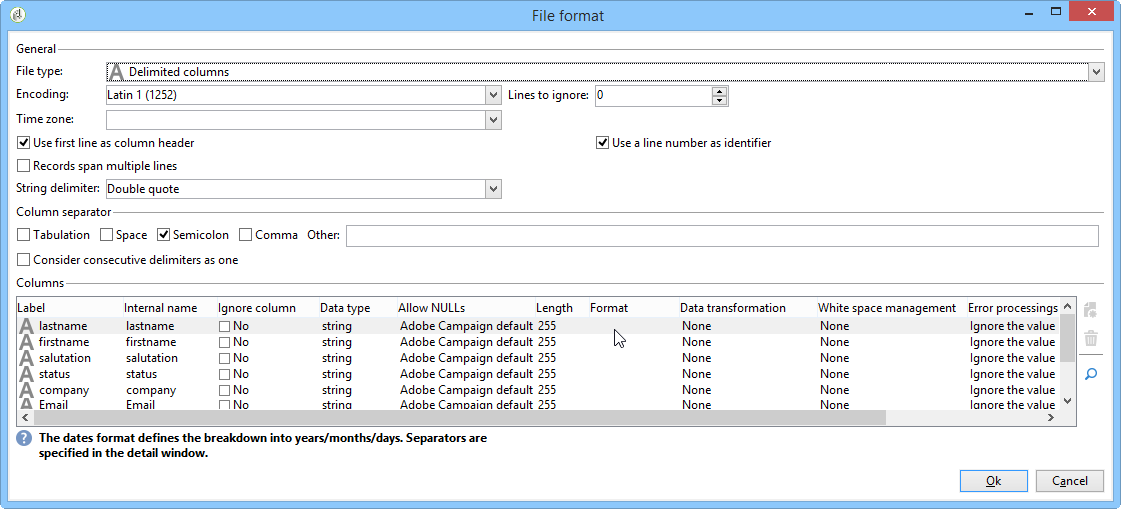 File format
General
File type: Delimited columns
Encoding: Latin 1 (1252) Lines to ignore: 0
Time zone:
Use first line as column header Use a line number as identifier
Records span multiple lines
String delimiter: Double quote
Column separator
Tabulation Space Semicolon Comma Other:
Consider consecutive delimiters as one
Columns
Label Internal name Ignore column Data type Allow NULLs Length Format Data transformation White space management Error processings
lastname lastname No string Adobe Campaign default 255 None None Ignore the value
firstname firstname No string Adobe Campaign default 255 None None Ignore the value
salutation salutation No string Adobe Campaign default 255 None None Ignore the value
status status No string Adobe Campaign default 255 None None Ignore the value
company company No string Adobe Campaign default 255 None None Ignore the value
Email Email No string Adobe Campaign default 255 None None Ignore the value
The dates format defines the breakdown into years/months/days. Separators are
specified in the detail window.
Ok Cancel